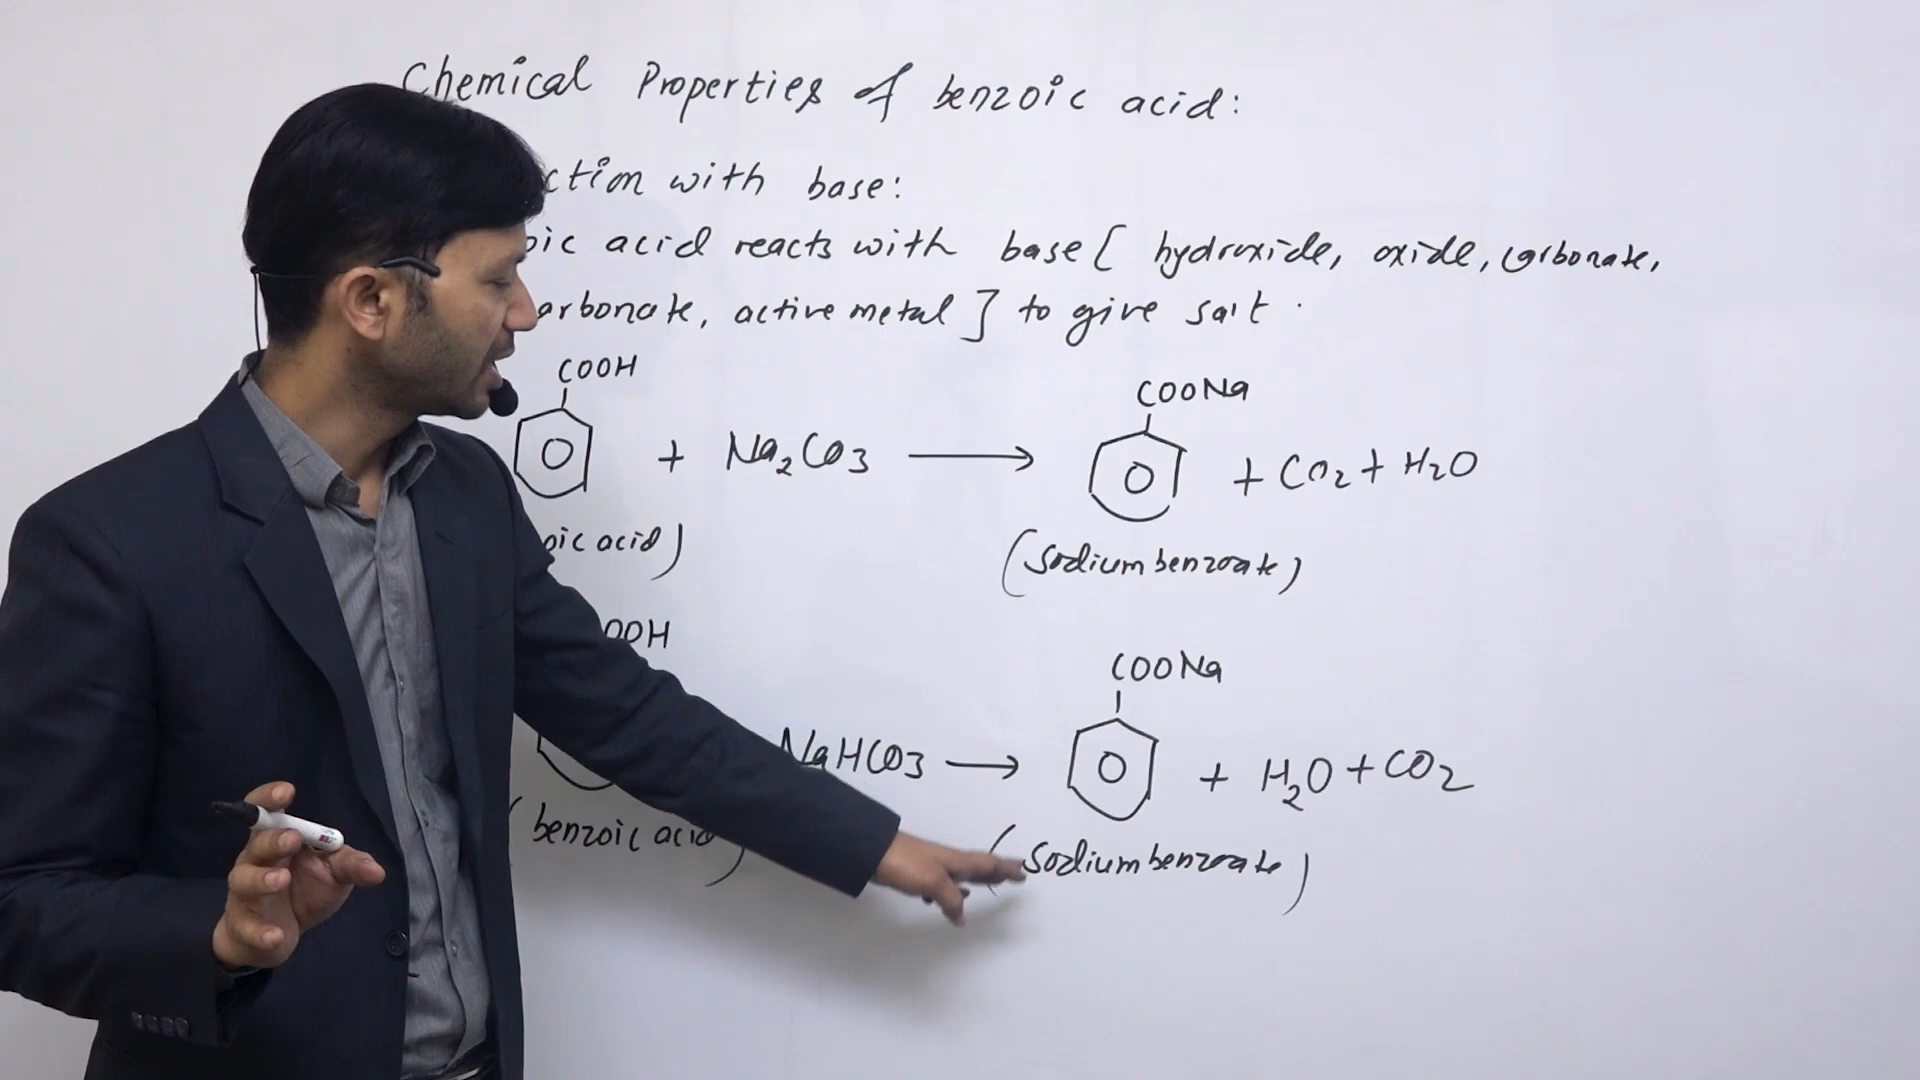 Chemical Properties of benzoic acid:
ction with base:
oic acid reacts with base [ hydroxide, oxide, carbonate,
arbonate, active metal ] to give salt.
COOH
COONa
+ Na2CO3 → + CO2 + H2O
oic acid)
(Sodium benzoate)
OOH
COONa
NaHCO3 → + H2O + CO2
(benzoic acid)
(Sodium benzoate)